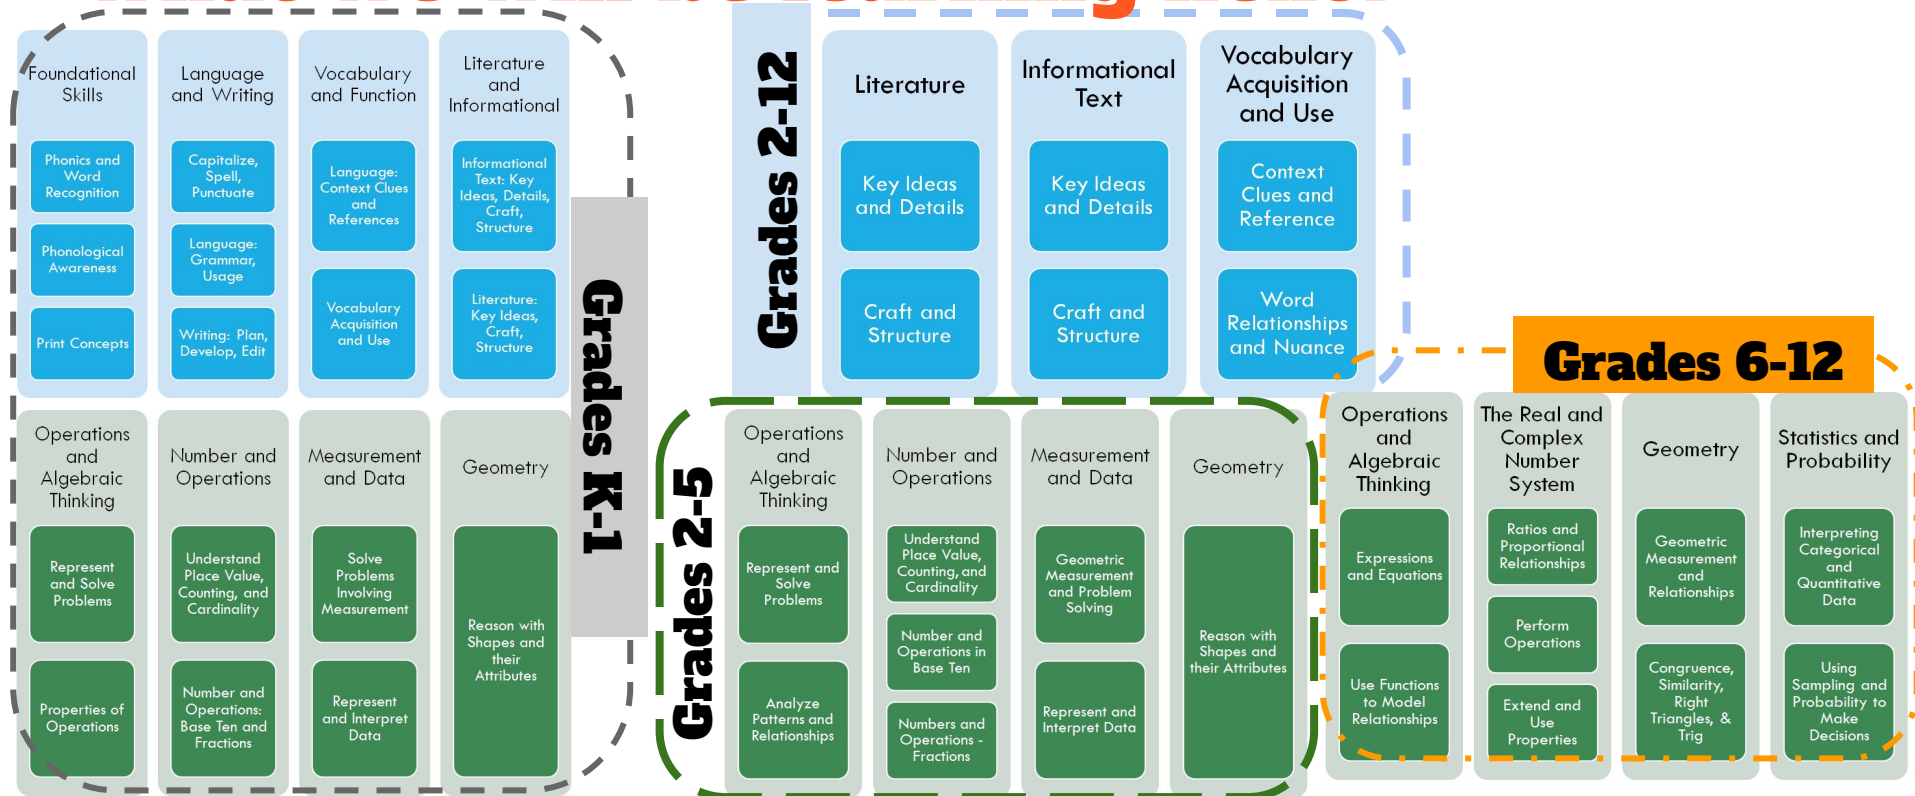 Foundational
Skills
Phonics and
Word
Recognition
Phonological
Awareness
Print Concepts
Language
and Writing
Capitalize,
Spell,
Punctuate
Language:
Grammar,
Usage
Writing: Plan,
Develop, Edit
Vocabulary
and Function
Language:
Context Clues
and
References
Vocabulary
Acquisition
and Use
Literature
and
Informational
Informational
Text: Key
Ideas, Details,
Craft,
Structure
Literature:
Key Ideas,
Craft,
Structure
Grades K-1
Operations
and
Algebraic
Thinking
Represent
and Solve
Problems
Properties of
Operations
Number and
Operations
Understand
Place Value,
Counting, and
Cardinality
Number and
Operations:
Base Ten and
Fractions
Measurement
and Data
Solve
Problems
Involving
Measurement
Represent
and Interpret
Data
Geometry
Reason with
Shapes and
their
Attributes
Grades 2-12
Literature
Key Ideas
and Details
Craft and
Structure
Informational
Text
Key Ideas
and Details
Craft and
Structure
Vocabulary
Acquisition
and Use
Context
Clues and
Reference
Word
Relationships
and Nuance
Grades 2-5
Operations
and
Algebraic
Thinking
Represent and
Solve
Problems
Analyze
Patterns and
Relationships
Number and
Operations
Understand
Place Value,
Counting, and
Cardinality
Number and
Operations in
Base Ten
Numbers and
Operations -
Fractions
Measurement
and Data
Geometric
Measurement
and Problem
Solving
Represent and
Interpret Data
Geometry
Reason with
Shapes and
their Attributes
Grades 6-12
Operations
and
Algebraic
Thinking
Expressions
and Equations
Use Functions
to Model
Relationships
The Real and
Complex
Number
System
Ratios and
Proportional
Relationships
Perform
Operations
Extend and
Use
Properties
Geometry
Geometric
Measurement
and
Relationships
Congruence,
Similarity,
Right
Triangles, &
Trig
Statistics and
Probability
Interpreting
Categorical
and
Quantitative
Data
Using
Sampling and
Probability to
Make
Decisions